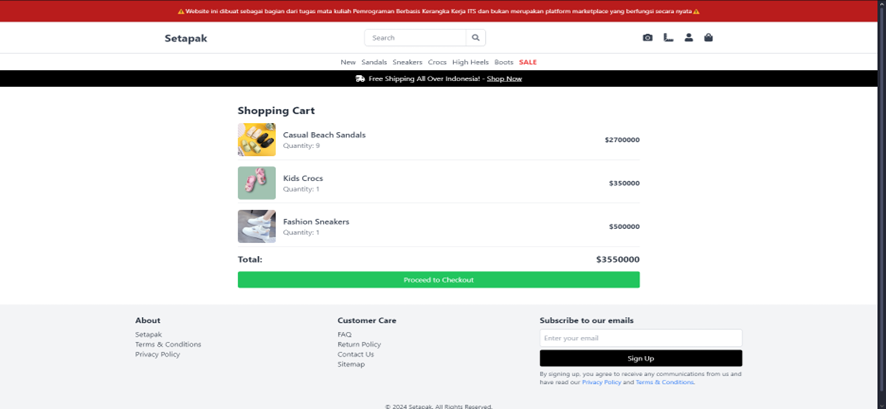 ⚠Website ini dibuat sebagai bagian dari tugas mata kuliah Pemrograman Berbasis Kerangka Kerja ITS dan bukan merupakan platform marketplace yang berfungsi secara nyata⚠
Setapak
Search
New Sandals Sneakers Crocs High Heels Boots SALE
Free Shipping All Over Indonesia! - Shop Now
Shopping Cart
Casual Beach Sandals
Quantity: 9
$2700000
Kids Crocs
Quantity: 1
$350000
Fashion Sneakers
Quantity: 1
$500000
Total: $3550000
Proceed to Checkout
About
Setapak
Terms & Conditions
Privacy Policy
Customer Care
FAQ
Return Policy
Contact Us
Sitemap
Subscribe to our emails
Enter your email
Sign Up
By signing up, you agree to receive any communications from us and
have read our Privacy Policy and Terms & Conditions.
© 2024 Setapak. All Rights Reserved.